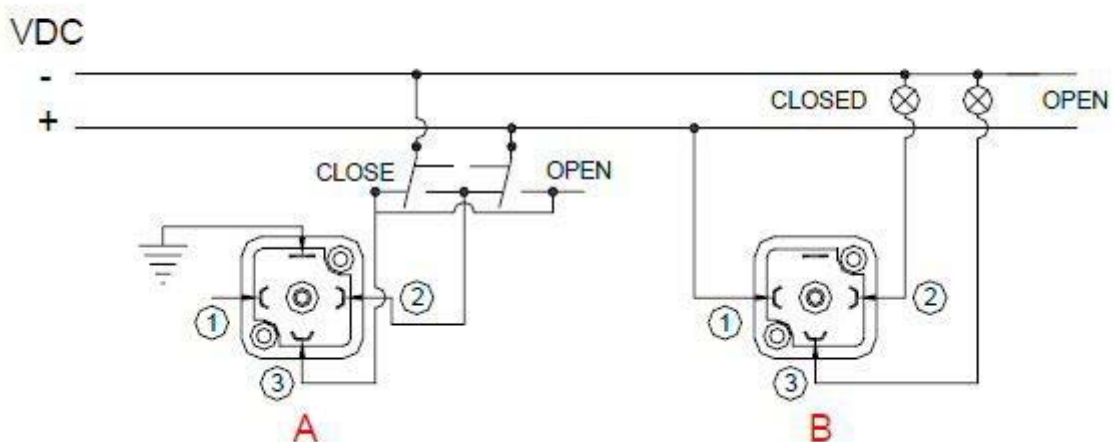 VDC
-
+
CLOSED OPEN
CLOSE OPEN
1 2 1 2
3 3
A B